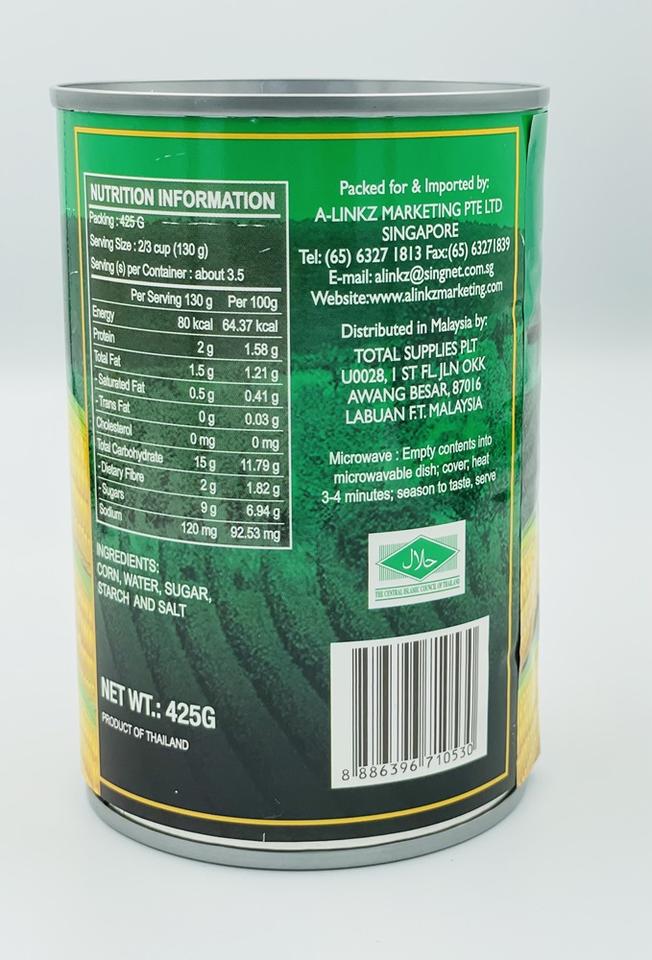 NUTRITION INFORMATION
Packing : 425 G
Serving Size : 2/3 cup (130 g)
Serving (s) per Container : about 3.5
Per Serving 130 g Per 100g
Energy 80 kcal 64.37 kcal
Protein 2 g 1.58 g
Total Fat 1.5 g 1.21 g
- Saturated Fat 0.5 g 0.41 g
- Trans Fat 0 g 0.03 g
Cholesterol 0 mg 0 mg
Total Carbohydrate 15 g 11.79 g
- Dietary Fibre 2 g 1.82 g
- Sugars 9 g 6.94 g
Sodium 120 mg 92.53 mg
INGREDIENTS:
CORN, WATER, SUGAR,
STARCH AND SALT
NET WT.: 425G
PRODUCT OF THAILAND
Packed for & Imported by:
A-LINKZ MARKETING PTE LTD
SINGAPORE
Tel: (65) 6327 1813 Fax:(65) 63271839
E-mail: alinkz@singnet.com.sg
Website:www.alinkzmarketing.com
Distributed in Malaysia by:
TOTAL SUPPLIES PLT
U0028, 1 ST FL. JLN OKK
AWANG BESAR, 87016
LABUAN F.T. MALAYSIA
Microwave : Empty contents into
microwavable dish; cover; heat
3-4 minutes; season to taste, serve
حلال
THE CENTRAL ISLAMIC COUNCIL OF THAILAND
8 886396 710530